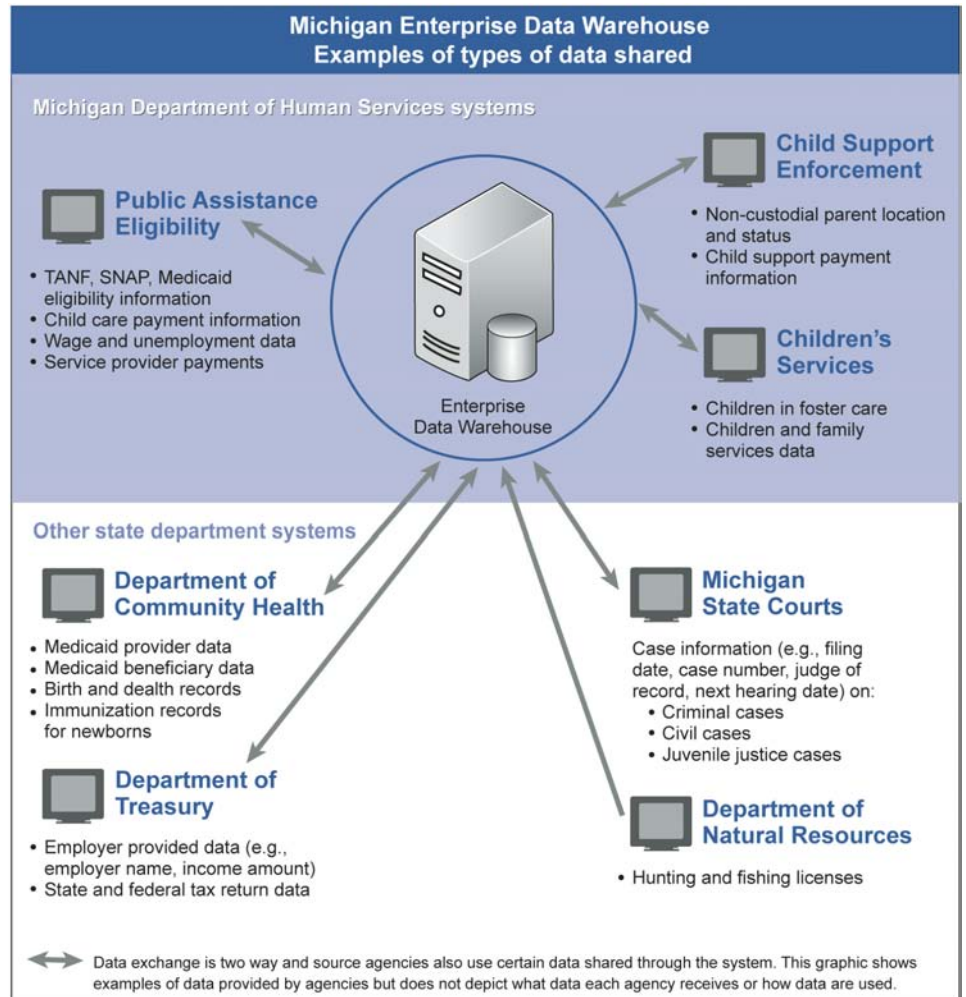 Michigan Enterprise Data Warehouse
Examples of types of data shared
Michigan Department of Human Services systems
Public Assistance
Eligibility
• TANF, SNAP, Medicaid
eligibility information
• Child care payment information
• Wage and unemployment data
• Service provider payments
Enterprise
Data Warehouse
Child Support
Enforcement
• Non-custodial parent location
and status
• Child support payment
information
Children's
Services
• Children in foster care
• Children and family
services data
Other state department systems
Department of
Community Health
• Medicaid provider data
• Medicaid beneficiary data
• Birth and dealth records
• Immunization records
for newborns
Department of
Treasury
• Employer provided data (e.g.,
employer name, income amount)
• State and federal tax return data
Michigan
State Courts
Case information (e.g., filing
date, case number, judge of
record, next hearing date) on:
• Criminal cases
• Civil cases
• Juvenile justice cases
Department of
Natural Resources
• Hunting and fishing licenses
Data exchange is two way and source agencies also use certain data shared through the system. This graphic shows
examples of data provided by agencies but does not depict what data each agency receives or how data are used.